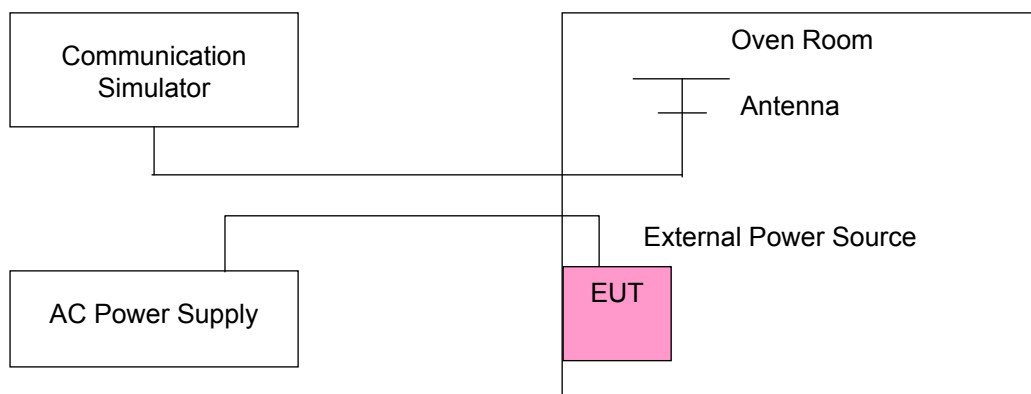 Communication
Simulator
Oven Room
Antenna
External Power Source
AC Power Supply
EUT